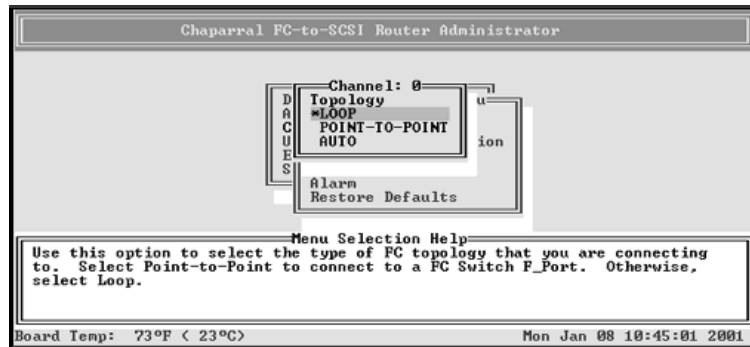 Chaparral FC-to-SCSI Router Administrator
Channel: 0
D Topology u
A *LOOP
C POINT-TO-POINT
U AUTO ion
E
S
Alarm
Restore Defaults
Menu Selection Help
Use this option to select the type of FC topology that you are connecting
to. Select Point-to-Point to connect to a FC Switch F_Port. Otherwise,
select Loop.
Board Temp: 73ºF ( 23ºC) Mon Jan 08 10:45:01 2001